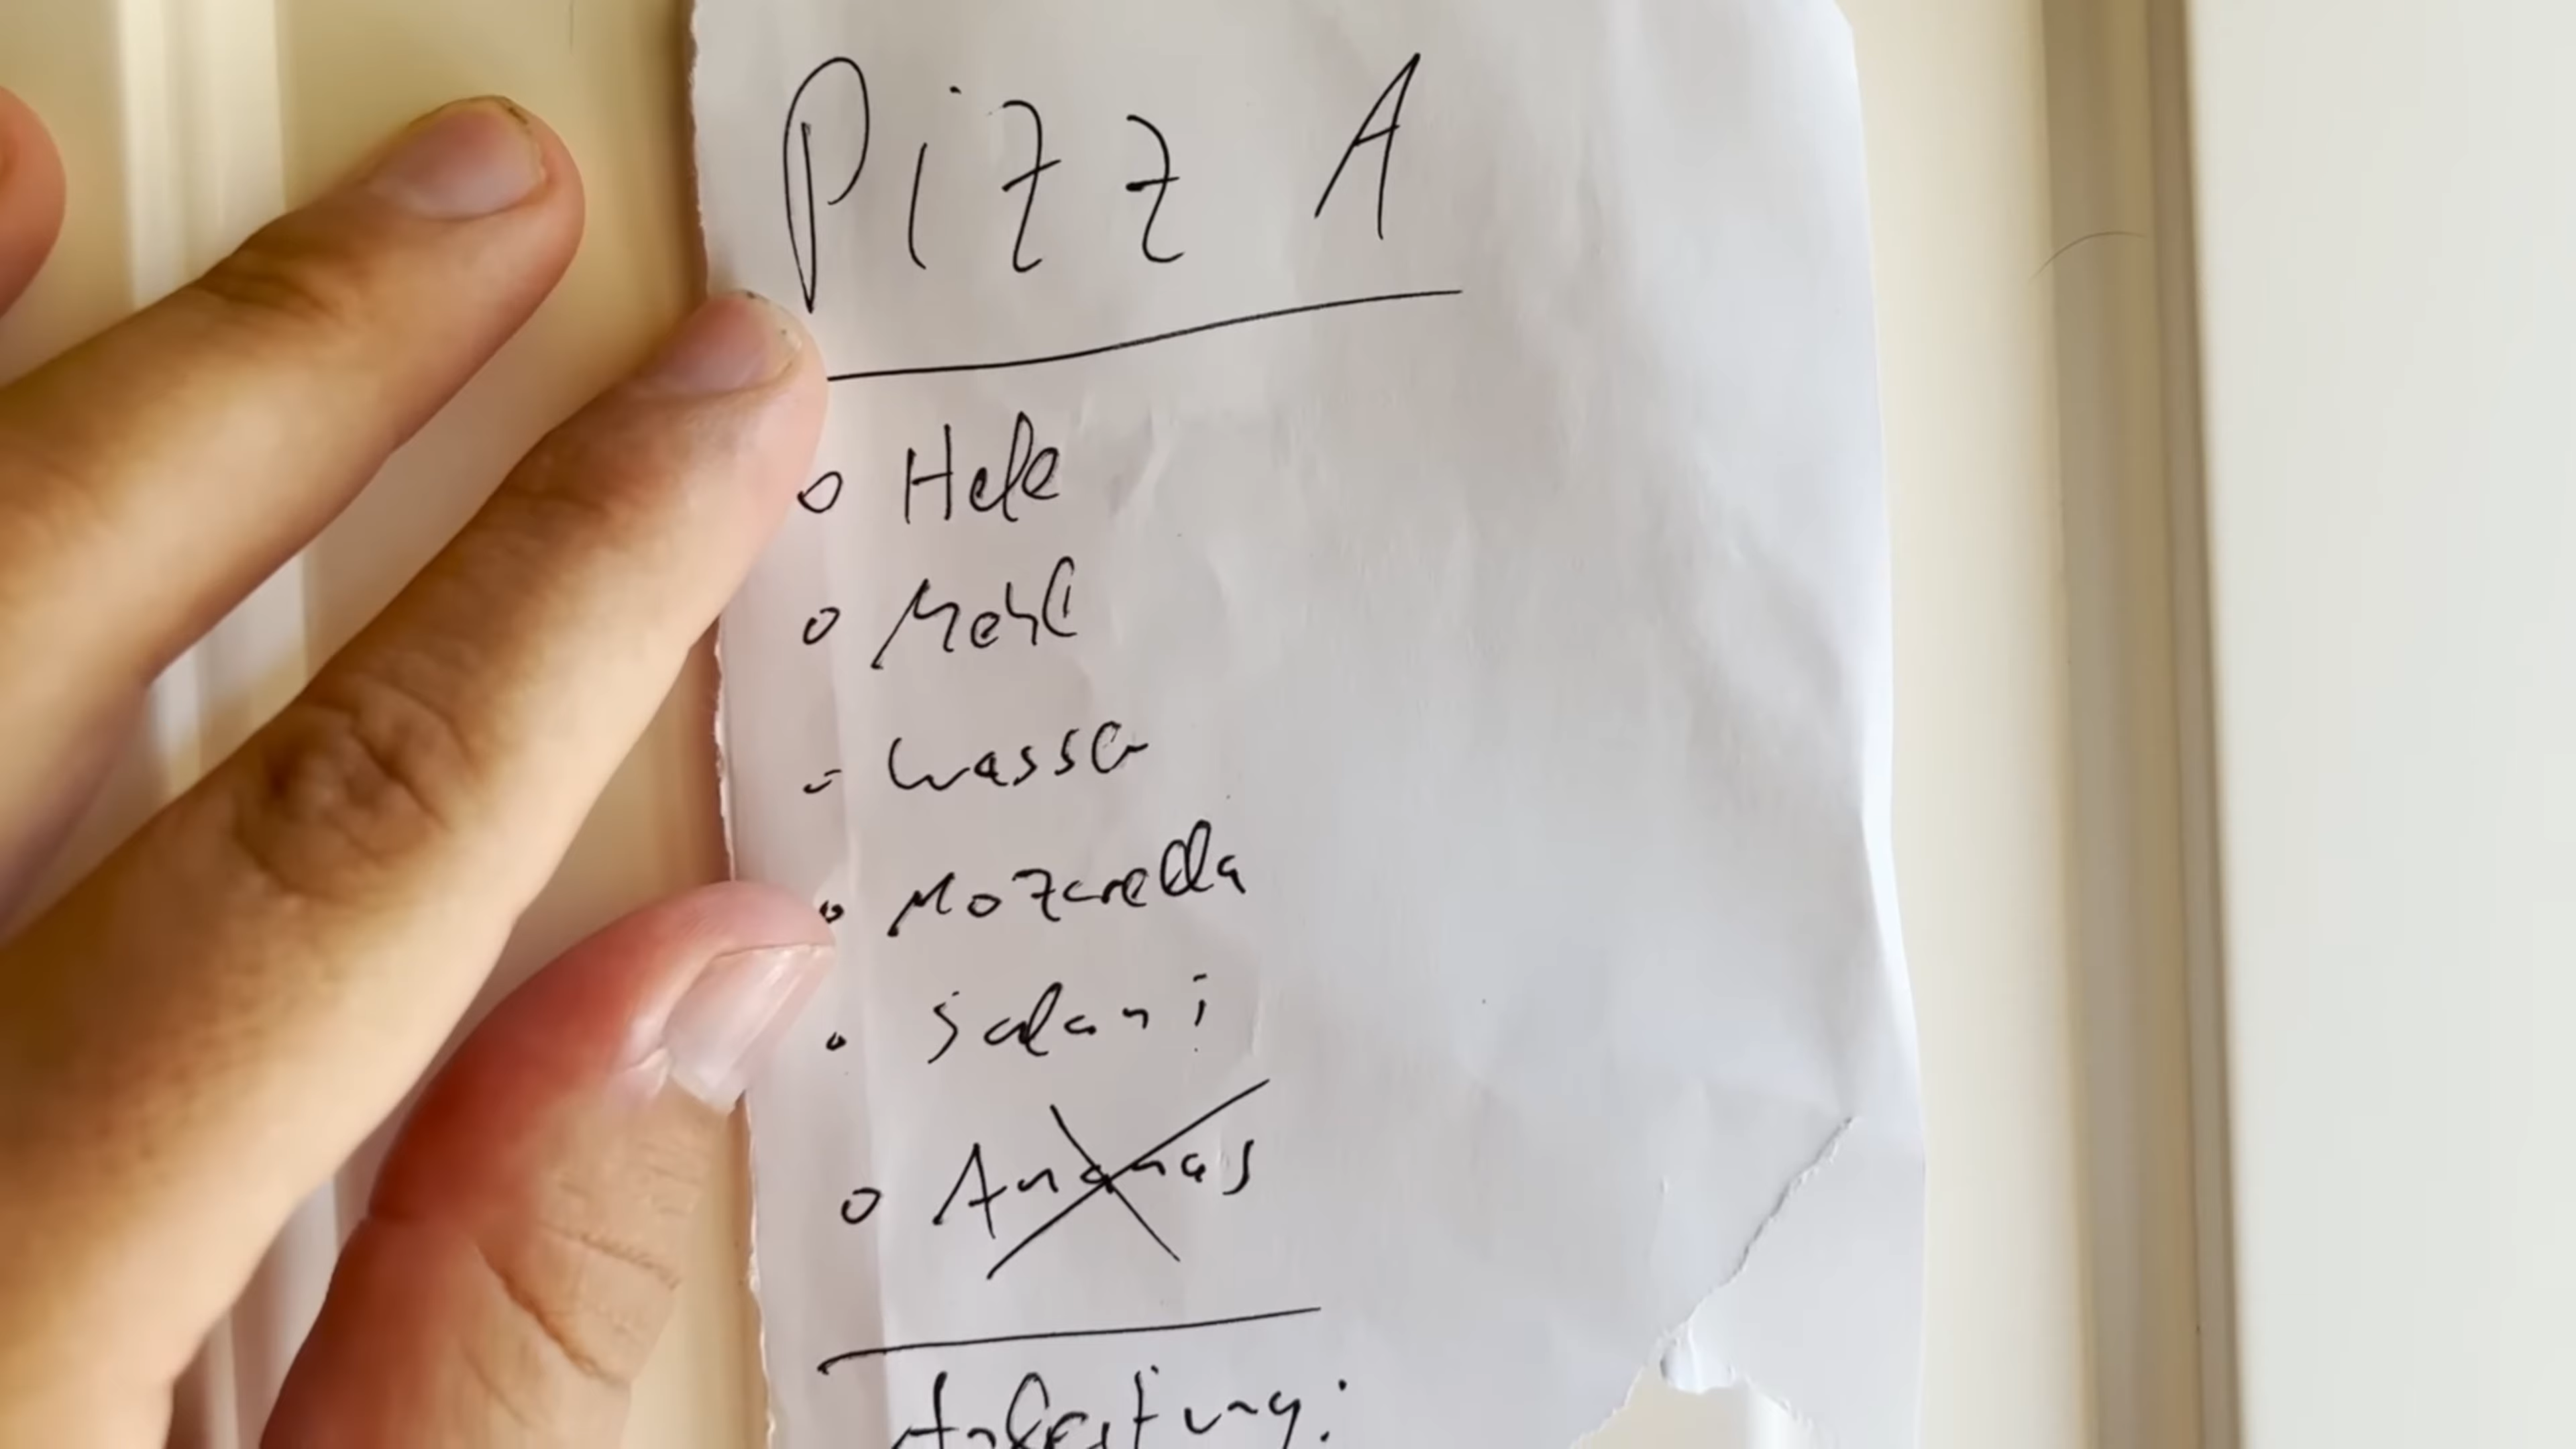 PizzA
Hefe
Mehl
Wasser
Mozarella
Salami
Ananas
Anleitung: